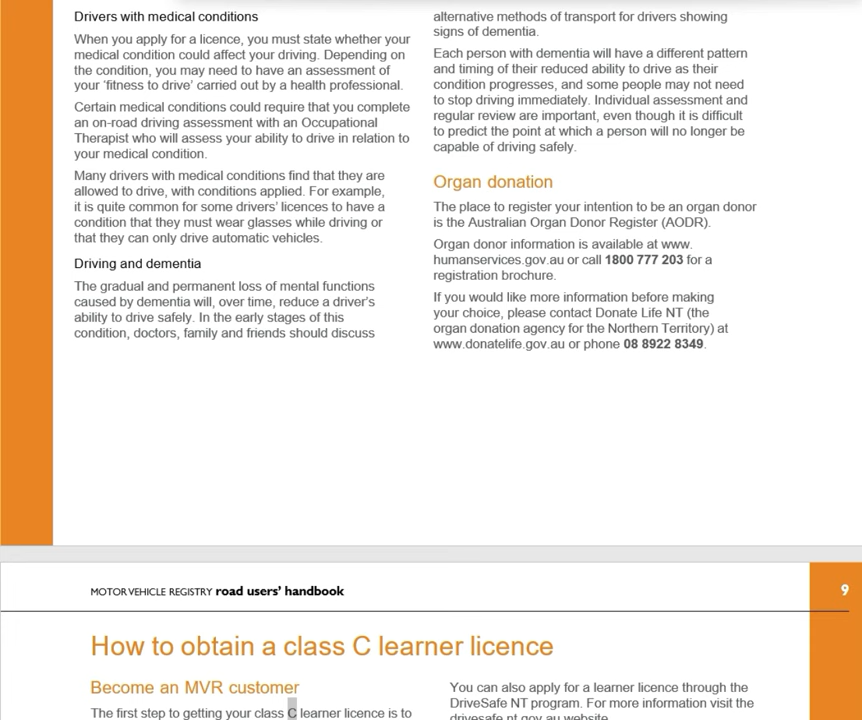 Drivers with medical conditions
When you apply for a licence, you must state whether your
medical condition could affect your driving. Depending on
the condition, you may need to have an assessment of
your ‘fitness to drive’ carried out by a health professional.
Certain medical conditions could require that you complete
an on-road driving assessment with an Occupational
Therapist who will assess your ability to drive in relation to
your medical condition.
Many drivers with medical conditions find that they are
allowed to drive, with conditions applied. For example,
it is quite common for some drivers’ licences to have a
condition that they must wear glasses while driving or
that they can only drive automatic vehicles.
Driving and dementia
The gradual and permanent loss of mental functions
caused by dementia will, over time, reduce a driver’s
ability to drive safely. In the early stages of this
condition, doctors, family and friends should discuss
alternative methods of transport for drivers showing
signs of dementia.
Each person with dementia will have a different pattern
and timing of their reduced ability to drive as their
condition progresses, and some people may not need
to stop driving immediately. Individual assessment and
regular review are important, even though it is difficult
to predict the point at which a person will no longer be
capable of driving safely.
Organ donation
The place to register your intention to be an organ donor
is the Australian Organ Donor Register (AODR).
Organ donor information is available at www.
humanservices.gov.au or call 1800 777 203 for a
registration brochure.
If you would like more information before making
your choice, please contact Donate Life NT (the
organ donation agency for the Northern Territory) at
www.donatelife.gov.au or phone 08 8922 8349.
MOTOR VEHICLE REGISTRY road users’ handbook
9
How to obtain a class C learner licence
Become an MVR customer
The first step to getting your class C learner licence is to
You can also apply for a learner licence through the
DriveSafe NT program. For more information visit the
drivesafe.nt.gov.au website.